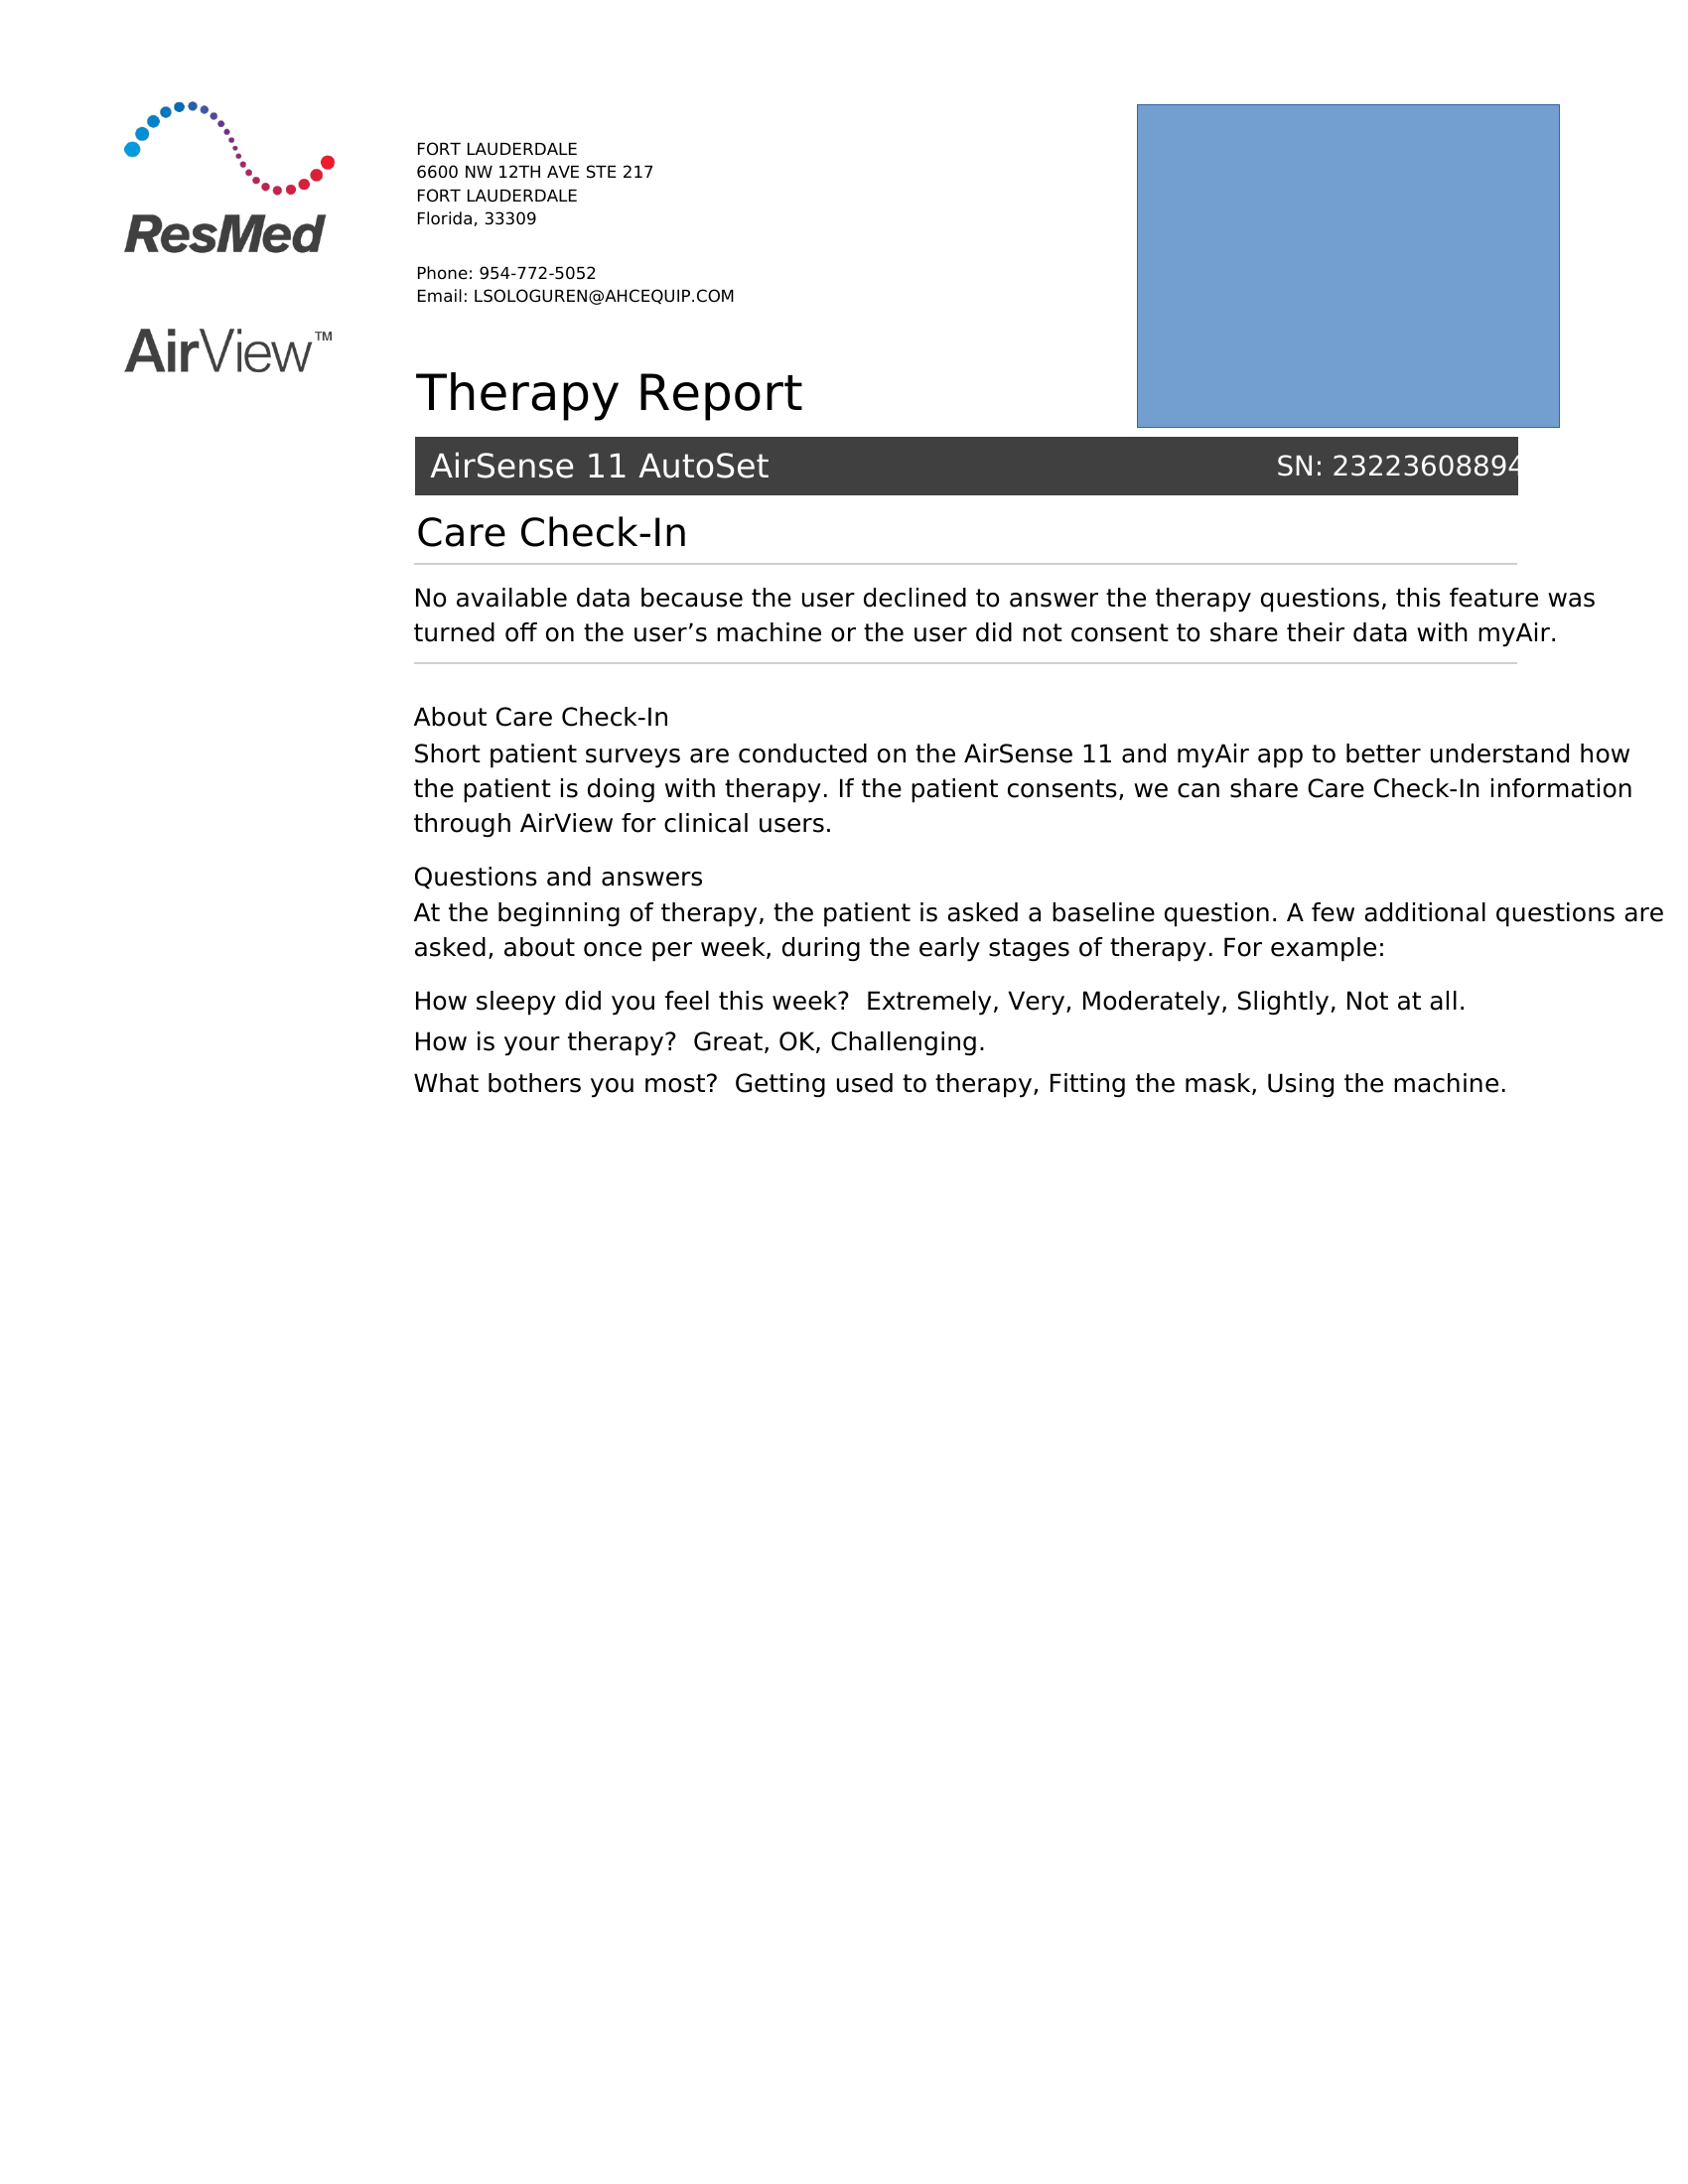 ResMed
AirView™
FORT LAUDERDALE
6600 NW 12TH AVE STE 217
FORT LAUDERDALE
Florida, 33309
Phone: 954-772-5052
Email: LSOLOGUREN@AHCEQUIP.COM
Therapy Report
AirSense 11 AutoSet SN: 23223608894
Care Check-In
No available data because the user declined to answer the therapy questions, this feature was
turned off on the user’s machine or the user did not consent to share their data with myAir.
About Care Check-In
Short patient surveys are conducted on the AirSense 11 and myAir app to better understand how
the patient is doing with therapy. If the patient consents, we can share Care Check-In information
through AirView for clinical users.
Questions and answers
At the beginning of therapy, the patient is asked a baseline question. A few additional questions are
asked, about once per week, during the early stages of therapy. For example:
How sleepy did you feel this week?  Extremely, Very, Moderately, Slightly, Not at all.
How is your therapy?  Great, OK, Challenging.
What bothers you most?  Getting used to therapy, Fitting the mask, Using the machine.